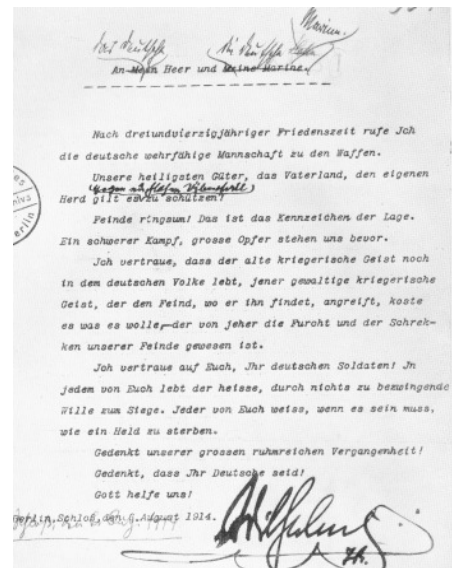 das Deutsche
die deutsche
Marine.
An Mein Heer und Meine Marine.
Nach dreiundvierzigjähriger Friedenszeit rufe Jch
die deutsche wehrfähige Mannschaft zu den Waffen.
Unsere heiligsten Güter, das Vaterland, den eigenen
Herd gilt es zu schützen!
Feinde ringsum! Das ist das Kennzeichen der Lage.
Ein schwerer Kampf, grosse Opfer stehen uns bevor.
Jch vertraue, dass der alte kriegerische Geist noch
in dem deutschen Volke lebt, jener gewaltige kriegerische
Geist, der den Feind, wo er ihn findet, angreift, koste
es was es wolle, der von jeher die Furcht und der Schrek-
ken unserer Feinde gewesen ist.
Jch vertraue auf Euch, Jhr deutschen Soldaten! Jn
jedem von Euch lebt der heisse, durch nichts zu bezwingende
Wille zum Siege. Jeder von Euch weiss, wenn es sein muss,
wie ein Held zu sterben.
Gedenkt unserer grossen ruhmreichen Vergangenheit!
Gedenkt, dass Jhr Deutsche seid!
Gott helfe uns!
Berlin, Schloß, den 6. August 1914.
Wilhelm